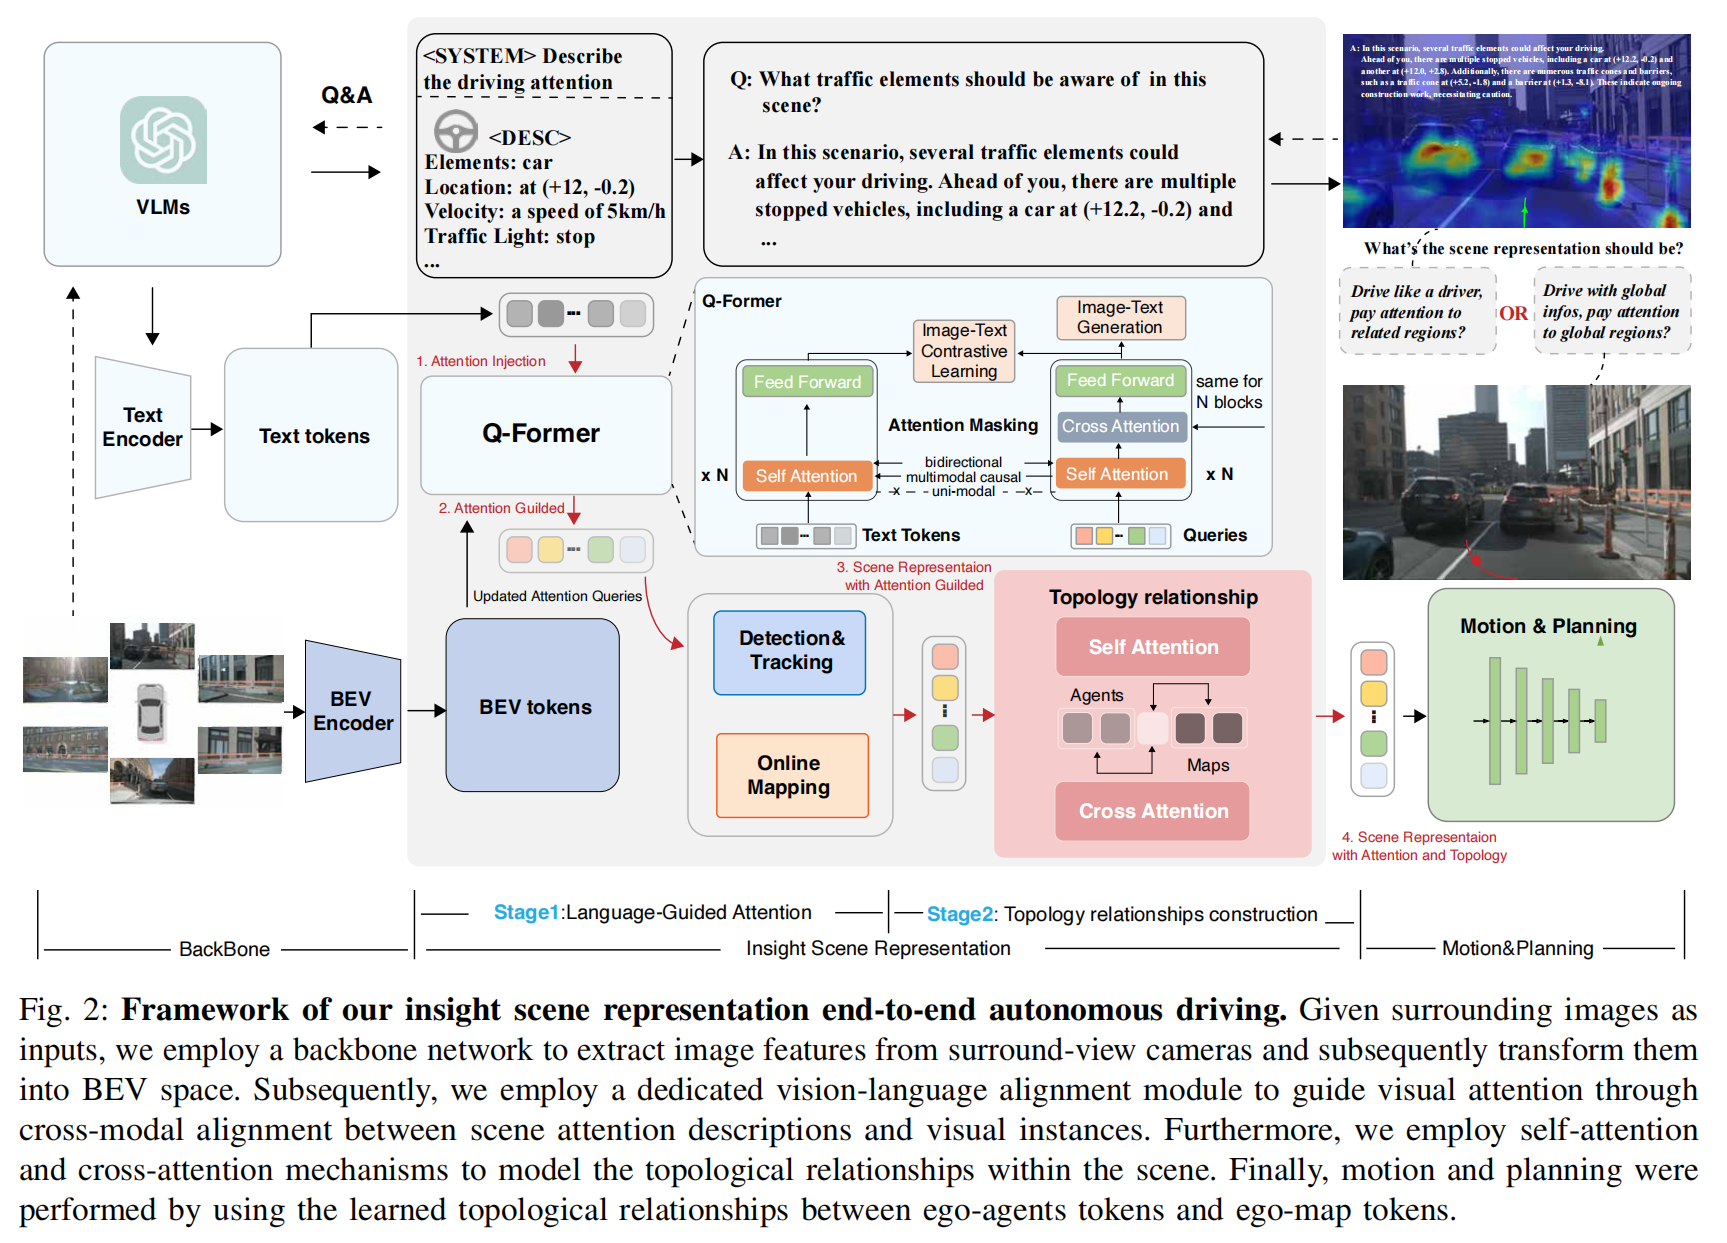 VLMs
Q&A
<SYSTEM> Describe
the driving attention
<DESC>
Elements: car
Location: at (+12, -0.2)
Velocity: a speed of 5km/h
Traffic Light: stop
...
Q: What traffic elements should be aware of in this
scene?
A: In this scenario, several traffic elements could
affect your driving. Ahead of you, there are multiple
stopped vehicles, including a car at (+12.2, -0.2) and
...
A: In this scenario, several traffic elements could affect your driving.
Ahead of you, there are multiple stopped vehicles, including a car at (+12.2, -0.2) and
another at (+12.0, +2.8). Additionally, there are numerous traffic cones and barriers,
such as a traffic cone at (+5.2, -1.8) and a barrier at (+1.3, -8.1). These indicate ongoing
construction work, necessitating caution.
What's the scene representation should be?
Drive like a driver,
pay attention to
related regions?
OR
Drive with global
infos, pay attention
to global regions?
Text
Encoder
Text tokens
1. Attention Injection
Q-Former
2. Attention Guilded
Updated Attention Queries
Q-Former
Image-Text
Contrastive
Learning
Image-Text
Generation
Feed Forward
Feed Forward
same for
N blocks
Cross Attention
Attention Masking
bidirectional
multimodal causal
x uni-modal x
x N
Self Attention
Self Attention
x N
Text Tokens
Queries
BEV
Encoder
BEV tokens
3. Scene Representaion
with Attention Guilded
Detection&
Tracking
Online
Mapping
Topology relationship
Self Attention
Agents
Maps
Cross Attention
Motion & Planning
4. Scene Representaion
with Attention and Topology
Stage1:Language-Guided Attention
Stage2: Topology relationships construction
BackBone
Insight Scene Representation
Motion&Planning
Fig. 2: Framework of our insight scene representation end-to-end autonomous driving. Given surrounding images as
inputs, we employ a backbone network to extract image features from surround-view cameras and subsequently transform them
into BEV space. Subsequently, we employ a dedicated vision-language alignment module to guide visual attention through
cross-modal alignment between scene attention descriptions and visual instances. Furthermore, we employ self-attention
and cross-attention mechanisms to model the topological relationships within the scene. Finally, motion and planning were
performed by using the learned topological relationships between ego-agents tokens and ego-map tokens.